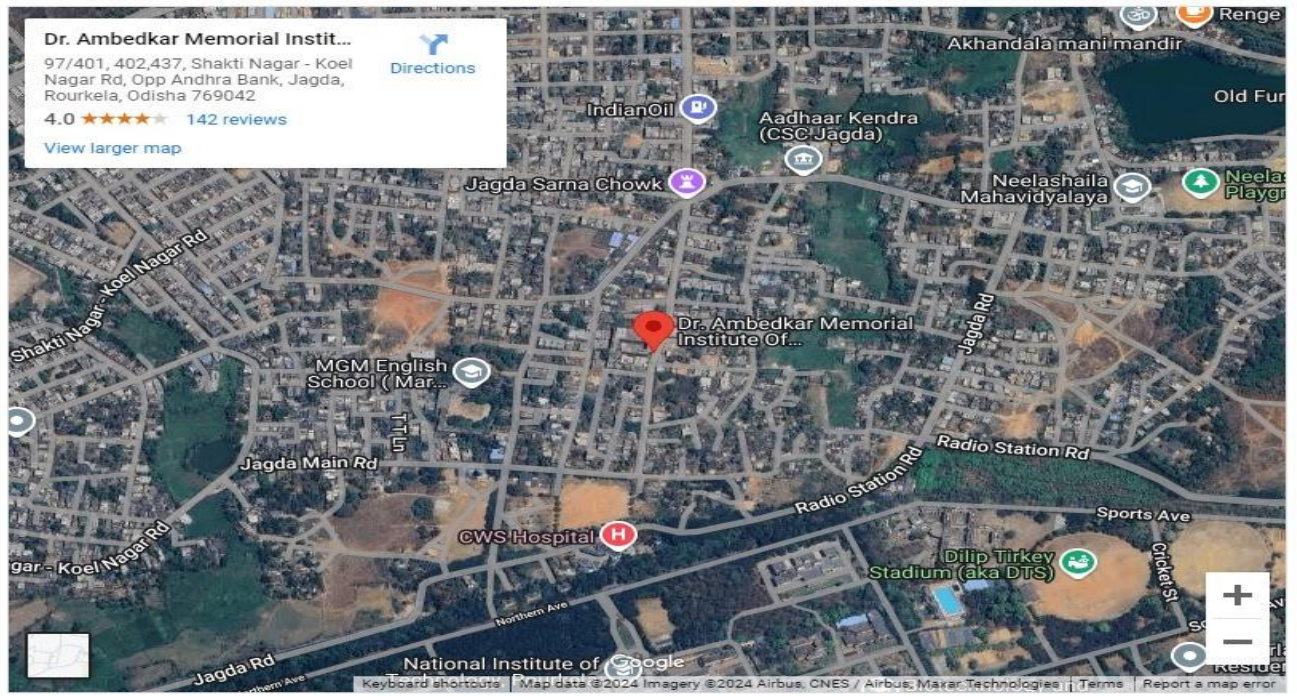 Dr. Ambedkar Memorial Instit...
97/401, 402,437, Shakti Nagar - Koel
Nagar Rd, Opp Andhra Bank, Jagda,
Rourkela, Odisha 769042
4.0
142 reviews
View larger map
Directions
Renge
Akhandala mani mandir
Old Fur
IndianOil
Aadhaar Kendra
(CSC-Jagda)
Jagda Sarna Chowk
Neelashaila
Mahavidyalaya
Neelas
Playgr
Shakti Nagar - Koel Nagar Rd
Jagda Rd
Dr. Ambedkar Memorial
Institute Of...
MGM English
School ( Mar...
TT Ln
Jagda Main Rd
Radio Station Rd
Radio Station Rd
Sports Ave
CWS Hospital
H
gar - Koel Nagar Rd
Dilip Tirkey
Stadium (aka DTS)
Cricket St
Northern Ave
Jagda Rd
thern Ave
National Institute of
Google
Keyboard shortcuts
Map data ©2024 Imagery ©2024 Airbus, CNES / Airbus, Maxar Technologies
Terms
Report a map error